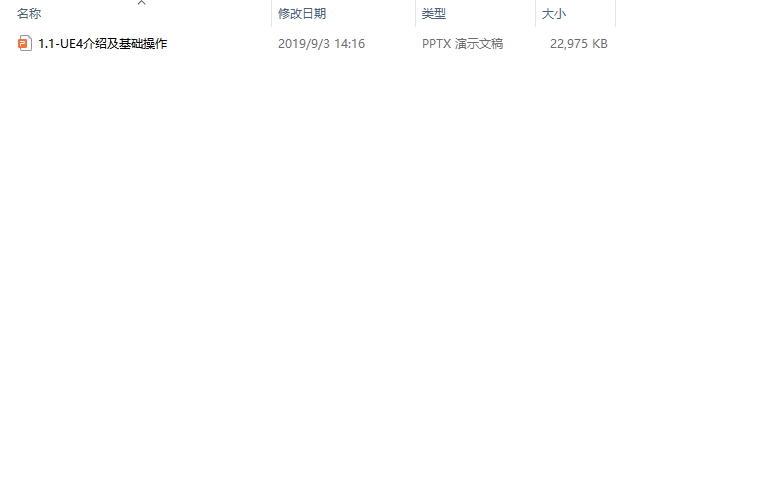 名称 修改日期 类型 大小
1.1-UE4介绍及基础操作 2019/9/3 14:16 PPTX 演示文稿 22,975 KB